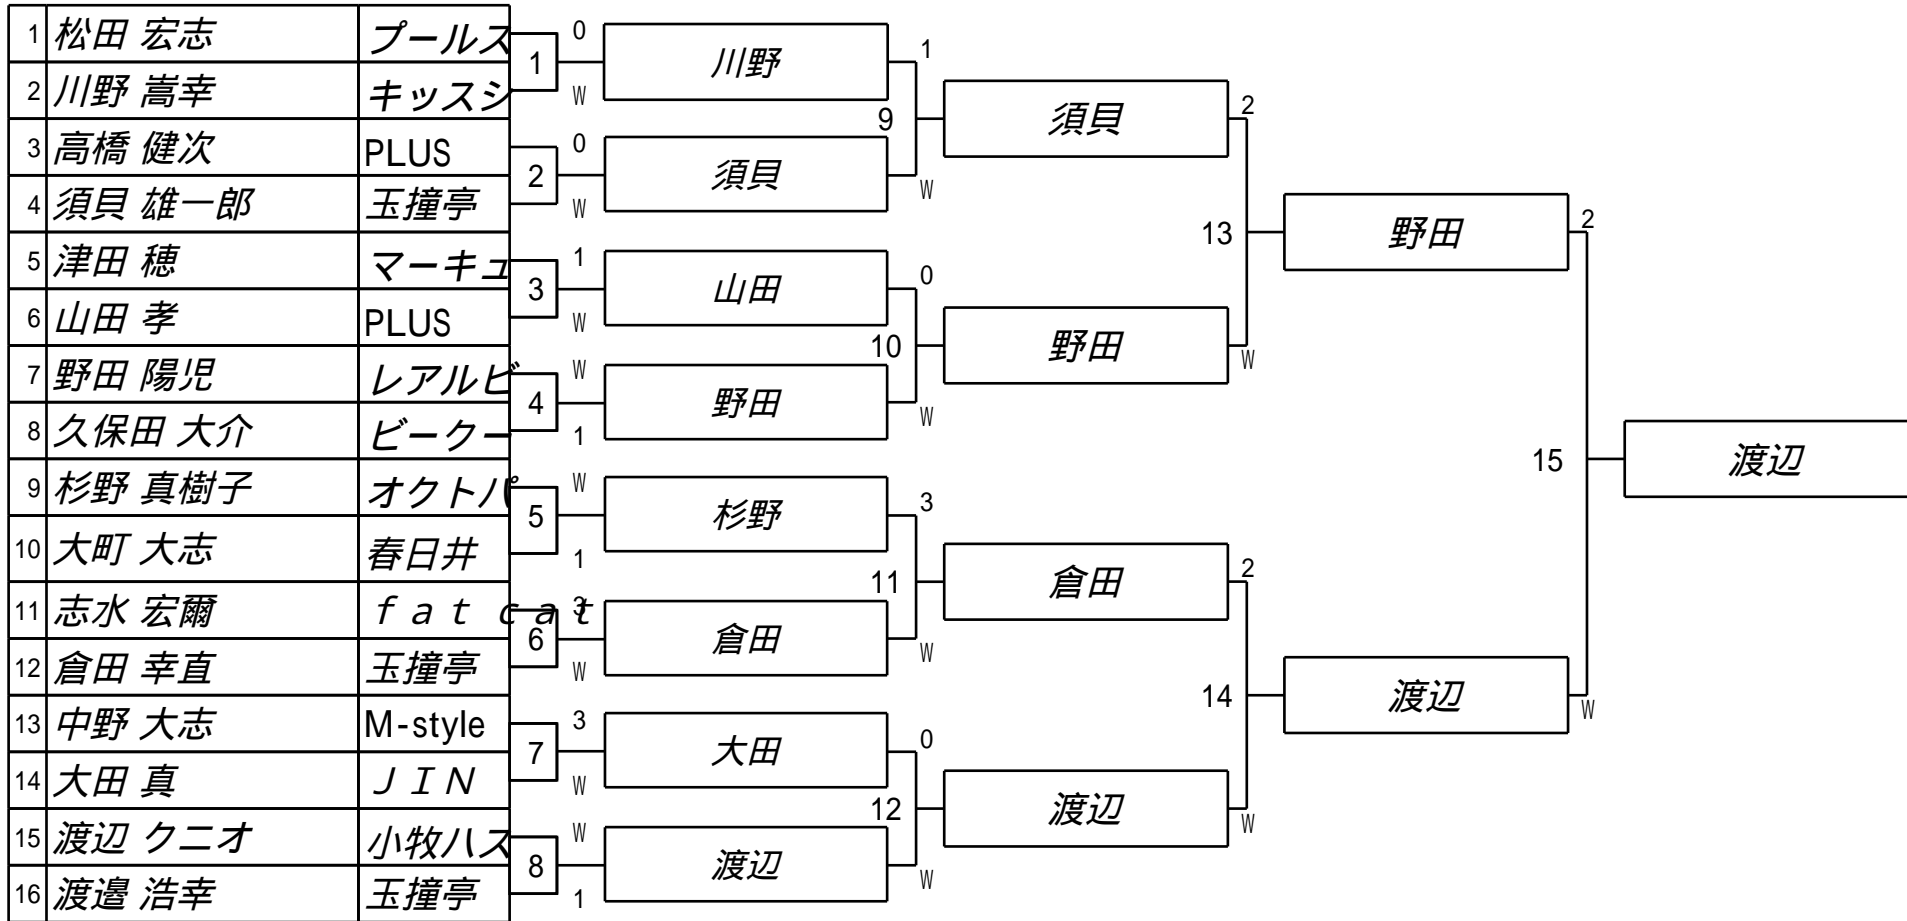 1 松田 宏志 プールス
2 川野 嵩幸 キッスシ
3 高橋 健次 PLUS
4 須貝 雄一郎 玉撞亭
5 津田 穂 マーキュ
6 山田 孝 PLUS
7 野田 陽児 レアルビ
8 久保田 大介 ビークー
9 杉野 真樹子 オクトパ
10 大町 大志 春日井
11 志水 宏爾 ｆａｔ ｃａｔ
12 倉田 幸直 玉撞亭
13 中野 大志 M-style
14 大田 真 ＪＩＮ
15 渡辺 クニオ 小牧ハス
16 渡邉 浩幸 玉撞亭
1 0 W
2 0 W
3 1 W
4 W 1
5 W 1
6 3 W
7 3 W
8 W 1
川野 1
9
須貝 W
山田 0
10
野田 W
杉野 3
11
倉田 W
大田 0
12
渡辺 W
須貝 2
13
野田 W
倉田 2
14
渡辺 W
野田 2
15
渡辺 W
渡辺